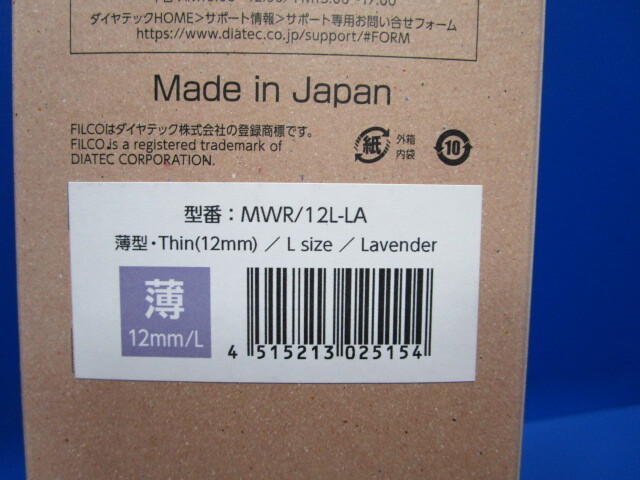 ダイヤテックHOME>サポート情報>サポート専用お問い合せフォーム
https://www.diatec.co.jp/support/#FORM
Made in Japan
FILCOはダイヤテック株式会社の登録商標です。
FILCO is a registered trademark of
DIATEC CORPORATION.
紙
外箱
内袋
10
型番：MWR/12L-LA
薄型・Thin(12mm) ／ L size ／ Lavender
薄
12mm/L
4 515213 025154